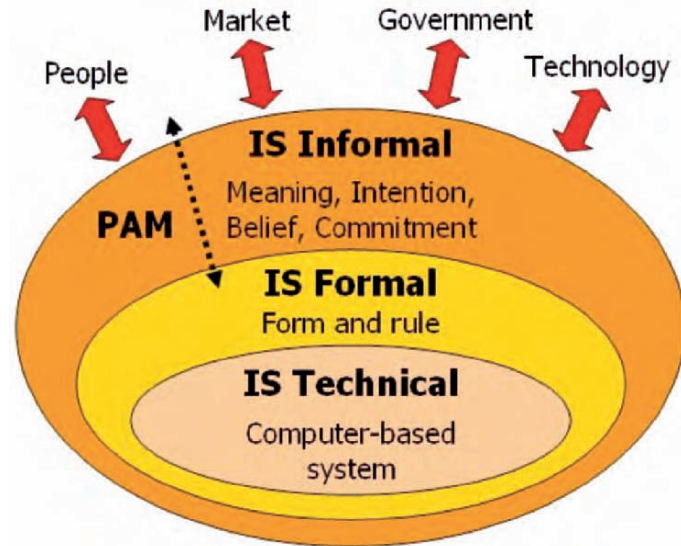 Market
Government
People
Technology
IS Informal
Meaning, Intention,
PAM
Belief, Commitment
IS Formal
Form and rule
IS Technical
Computer-based
system